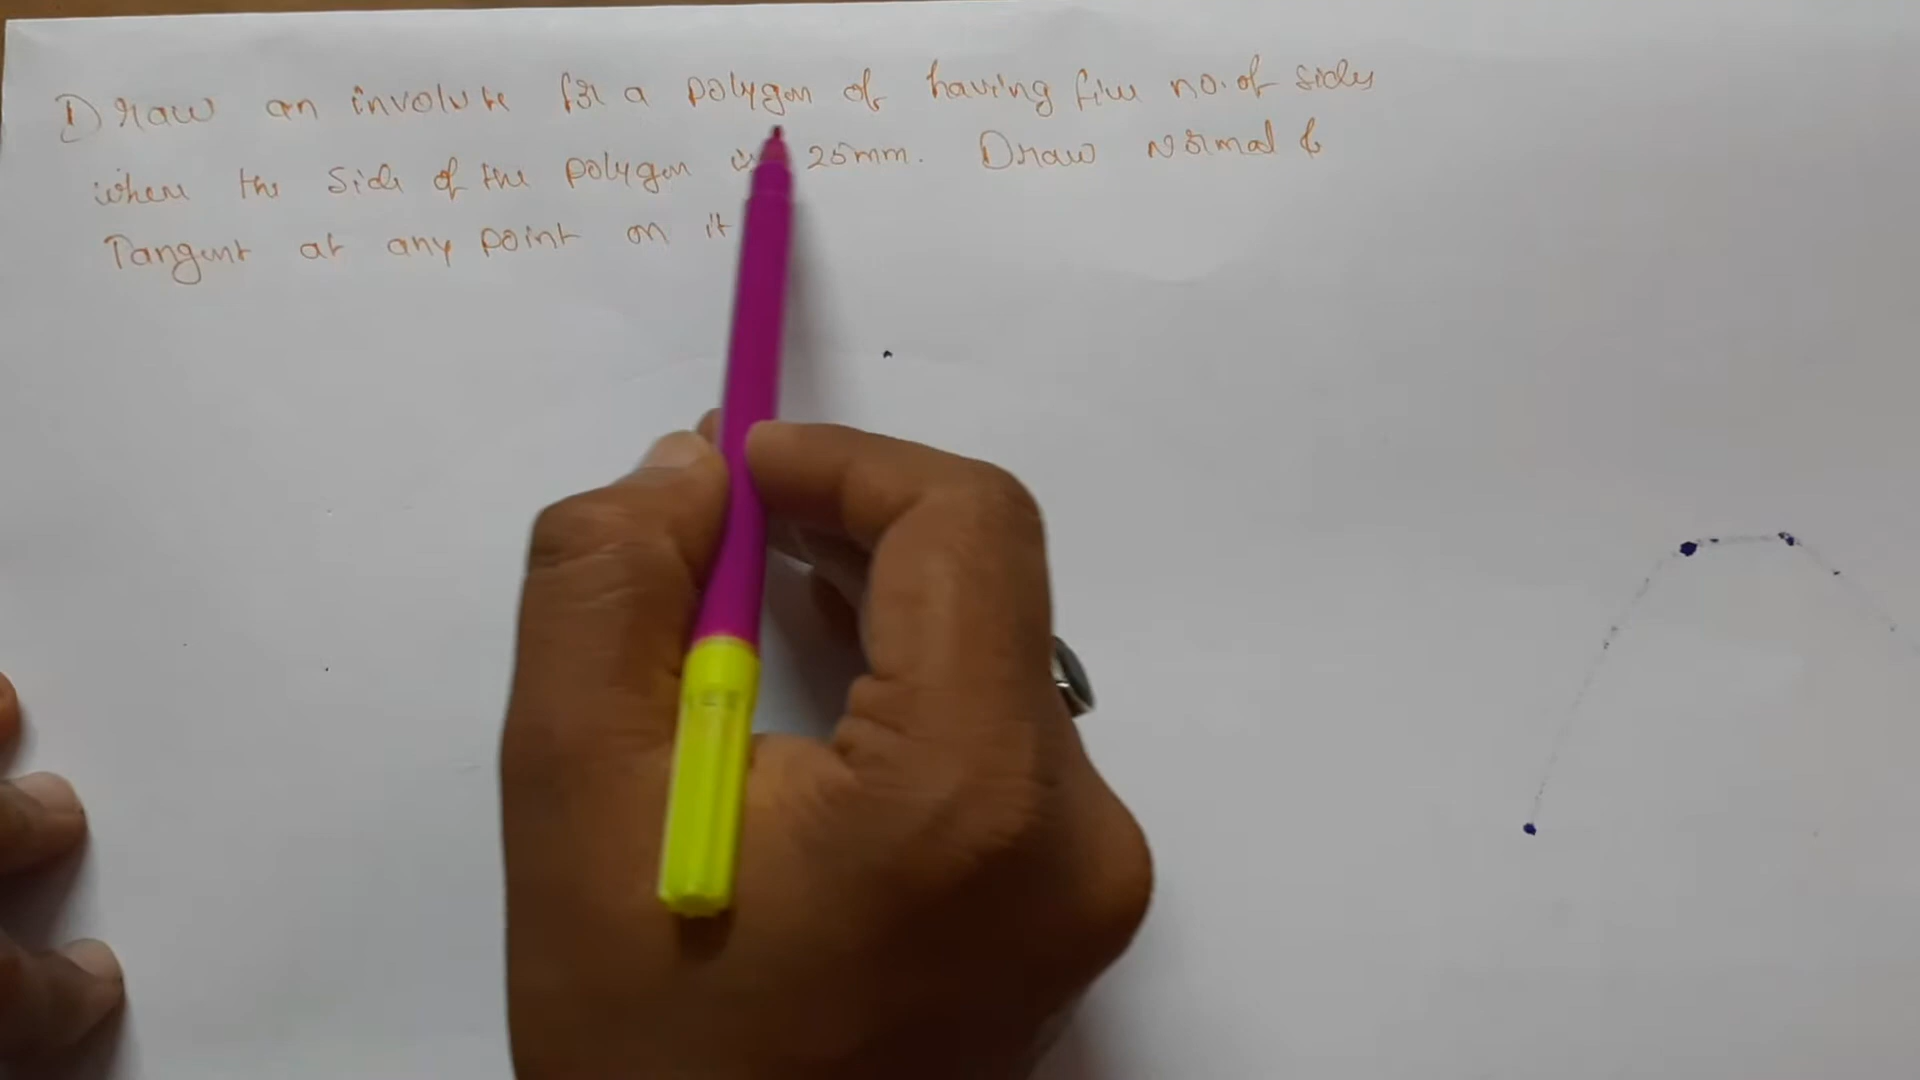 Draw an involute for a polygon of having five no. of sides
where the side of the polygon is 25mm. Draw normal &
Tangent at any point on it